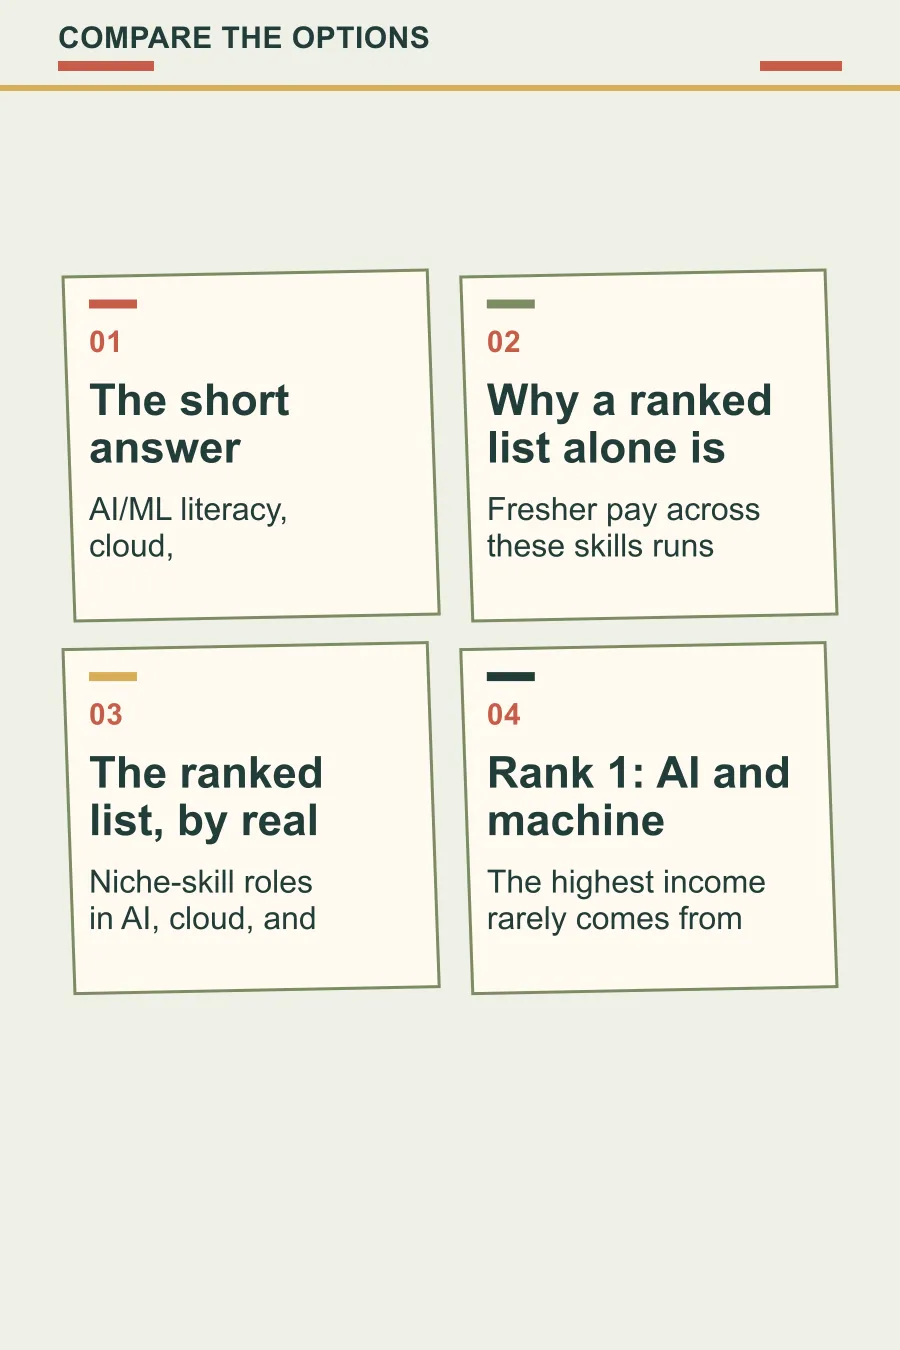 COMPARE THE OPTIONS
01
The short
answer
AI/ML literacy,
cloud,
02
Why a ranked
list alone is
Fresher pay across
these skills runs
03
The ranked
list, by real
Niche-skill roles
in AI, cloud, and
04
Rank 1: AI and
machine
The highest income
rarely comes from